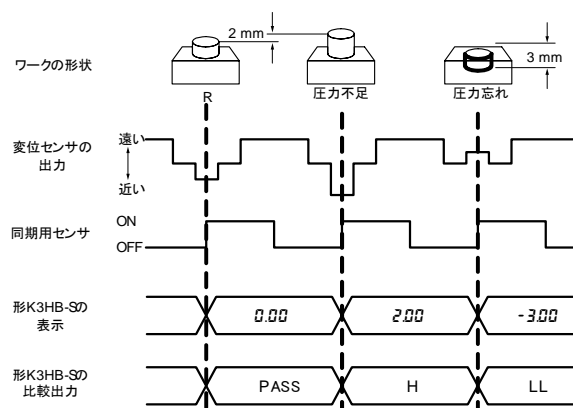 2 mm
3 mm
ワークの形状
R
圧力不足
圧力忘れ
変位センサの
出力
遠い
近い
同期用センサ
ON
OFF
形K3HB-Sの
表示
0.00
2.00
-3.00
形K3HB-Sの
比較出力
PASS
H
LL